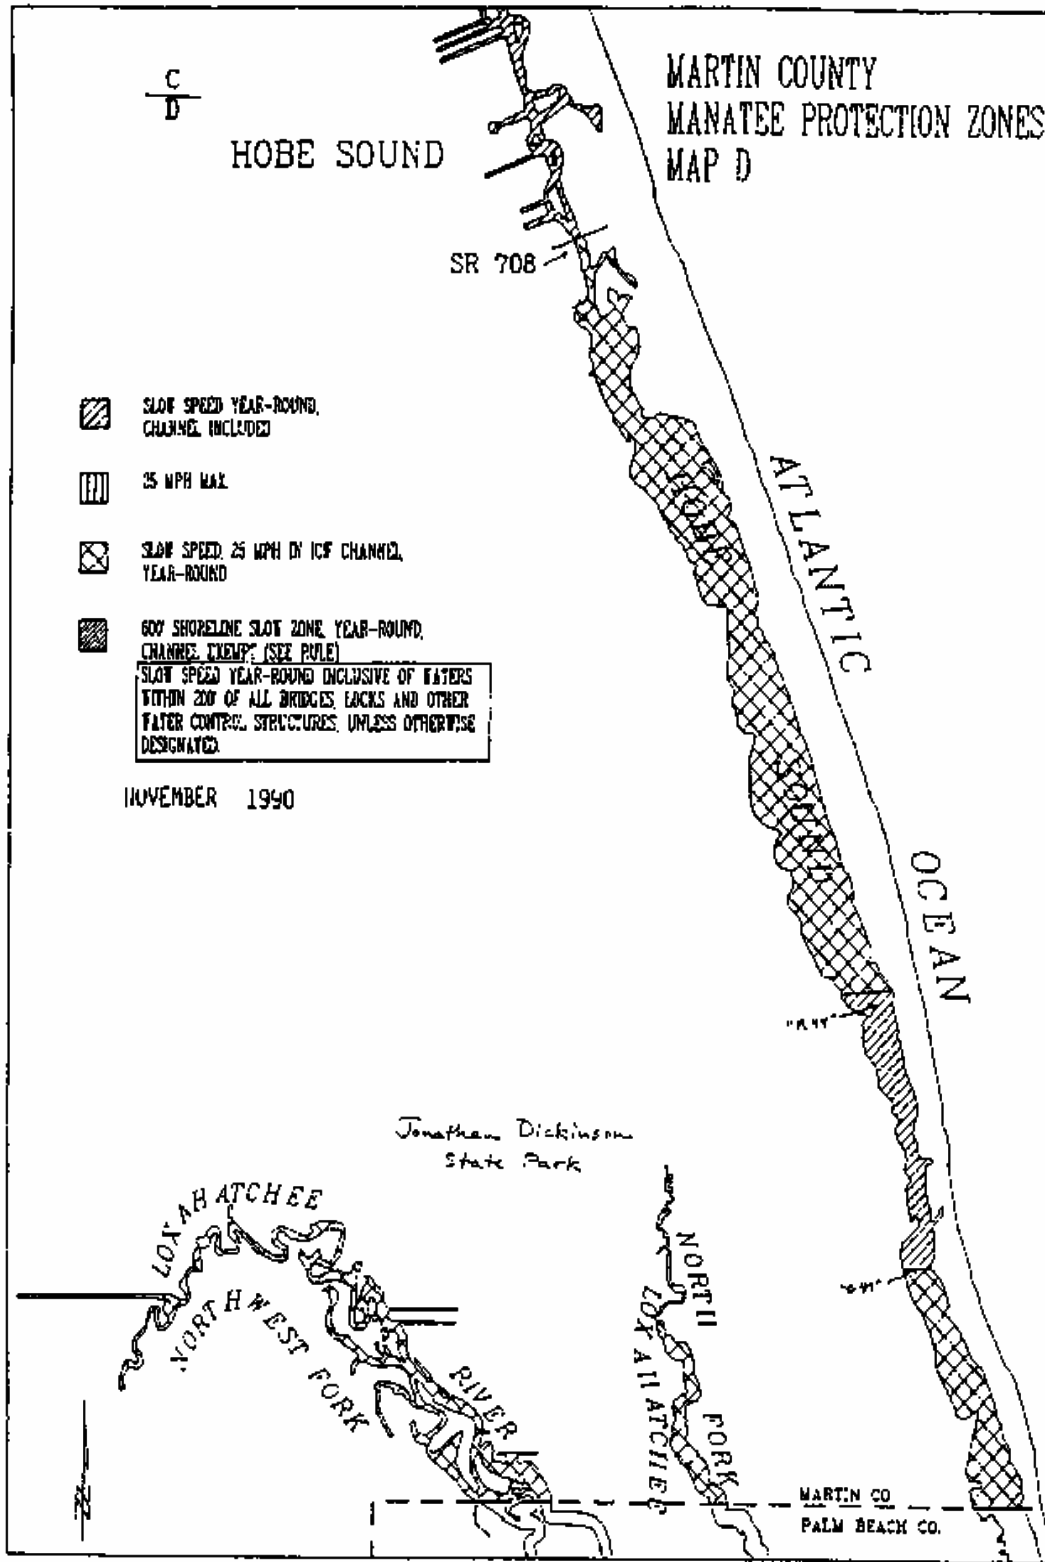 C
D
HOBE SOUND
MARTIN COUNTY
MANATEE PROTECTION ZONES
MAP D
SR 708
SLOW SPEED YEAR-ROUND,
CHANNEL INCLUDED
25 MPH MAX.
SLOW SPEED, 25 MPH IN ICW CHANNEL,
YEAR-ROUND
600' SHORELINE SLOW ZONE, YEAR-ROUND,
CHANNEL EXEMPT (SEE RULE)
SLOW SPEED YEAR-ROUND INCLUSIVE OF WATERS
WITHIN 200' OF ALL BRIDGES, LOCKS AND OTHER
WATER CONTROL STRUCTURES, UNLESS OTHERWISE
DESIGNATED.
NOVEMBER 1990
ATLANTIC
OCEAN
HOBE
SOUND
Jonathan Dickinson
State Park
LOXAHATCHEE
NORTHWEST FORK
RIVER
NORTH
FORK
LOXAHATCHEE
MARTIN CO
PALM BEACH CO.
N